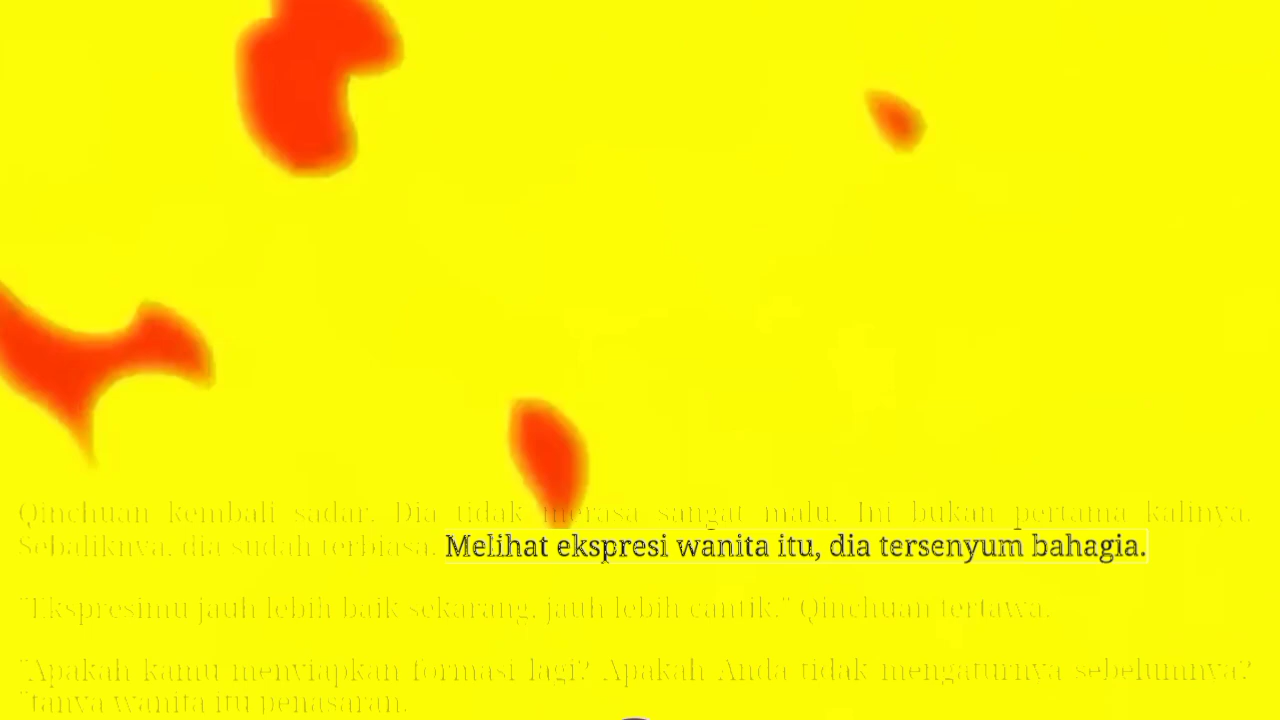 Qinchuan kembali sadar. Dia tidak merasa sangat malu. Ini bukan pertama kalinya.
Sebaliknya, dia sudah terbiasa. Melihat ekspresi wanita itu, dia tersenyum bahagia.
"Ekspresimu jauh lebih baik sekarang, jauh lebih cantik." Qinchuan tertawa.
"Apakah kamu menyiapkan formasi lagi? Apakah Anda tidak mengaturnya sebelumnya?
"tanya wanita itu penasaran.